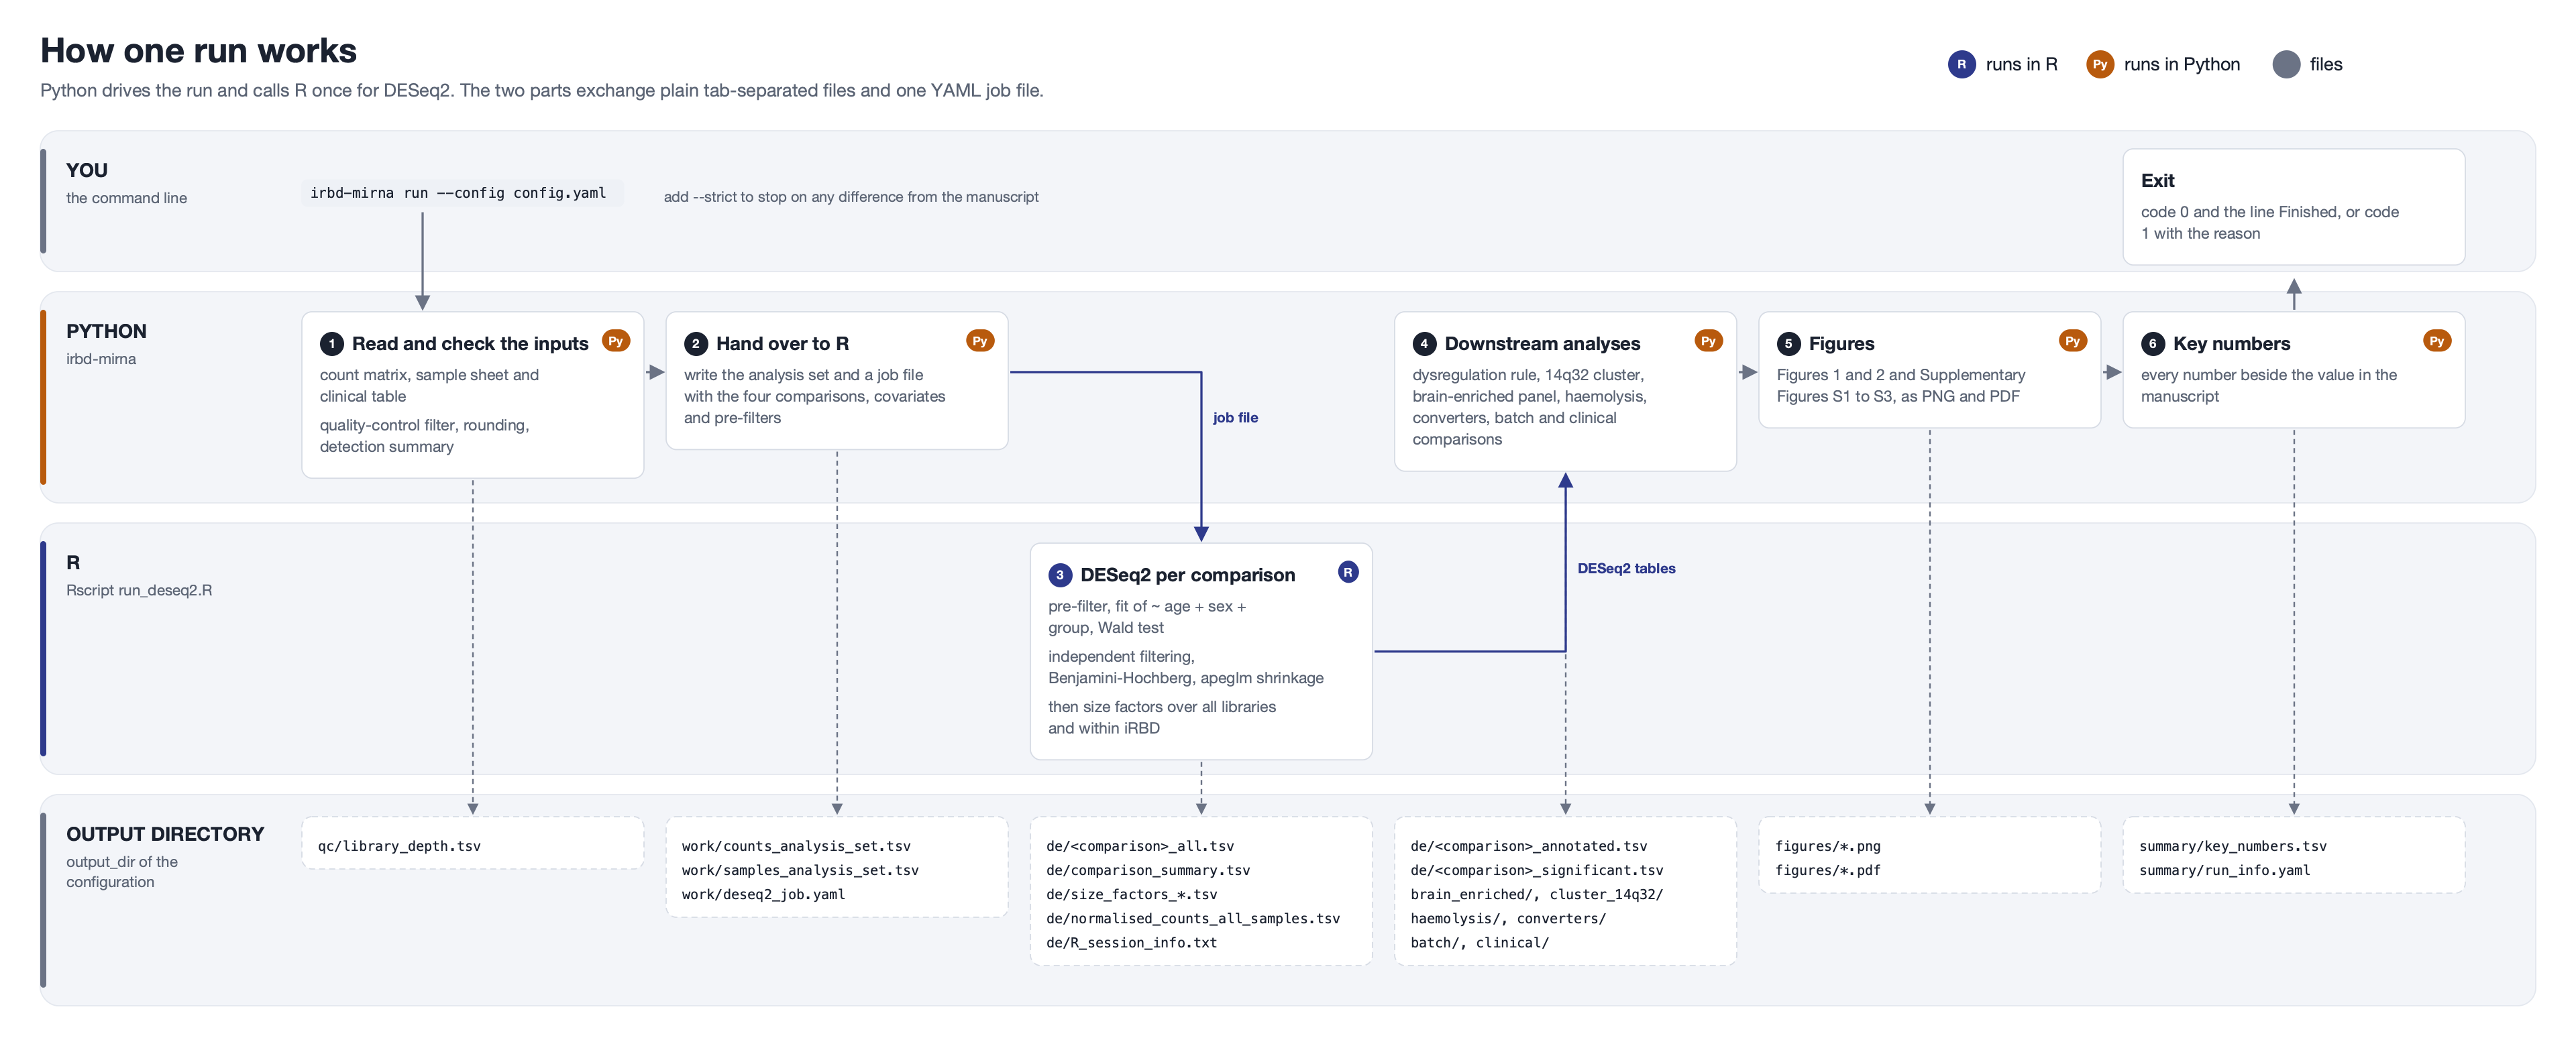 How one run works
Python drives the run and calls R once for DESeq2. The two parts exchange plain tab-separated files and one YAML job file.
R runs in R
Py runs in Python
files
YOU
the command line
irbd-mirna run --config config.yaml
add --strict to stop on any difference from the manuscript
Exit
code 0 and the line Finished, or code
1 with the reason
PYTHON
irbd-mirna
1 Read and check the inputs Py
count matrix, sample sheet and
clinical table
quality-control filter, rounding,
detection summary
2 Hand over to R Py
write the analysis set and a job file
with the four comparisons, covariates
and pre-filters
job file
4 Downstream analyses Py
dysregulation rule, 14q32 cluster,
brain-enriched panel, haemolysis,
converters, batch and clinical
comparisons
5 Figures Py
Figures 1 and 2 and Supplementary
Figures S1 to S3, as PNG and PDF
6 Key numbers Py
every number beside the value in the
manuscript
R
Rscript run_deseq2.R
3 DESeq2 per comparison R
pre-filter, fit of ~ age + sex +
group, Wald test
independent filtering,
Benjamini-Hochberg, apeglm shrinkage
then size factors over all libraries
and within iRBD
DESeq2 tables
OUTPUT DIRECTORY
output_dir of the
configuration
qc/library_depth.tsv
work/counts_analysis_set.tsv
work/samples_analysis_set.tsv
work/deseq2_job.yaml
de/<comparison>_all.tsv
de/comparison_summary.tsv
de/size_factors_*.tsv
de/normalised_counts_all_samples.tsv
de/R_session_info.txt
de/<comparison>_annotated.tsv
de/<comparison>_significant.tsv
brain_enriched/, cluster_14q32/
haemolysis/, converters/
batch/, clinical/
figures/*.png
figures/*.pdf
summary/key_numbers.tsv
summary/run_info.yaml